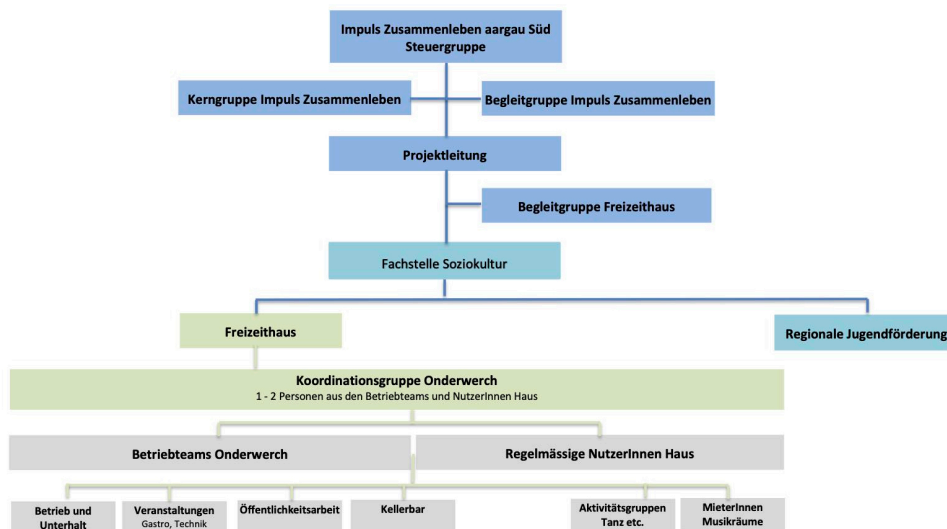 Impuls Zusammenleben aargau Süd
Steuergruppe
Kerngruppe Impuls Zusammenleben
Begleitgruppe Impuls Zusammenleben
Projektleitung
Begleitgruppe Freizeithaus
Fachstelle Soziokultur
Freizeithaus
Regionale Jugendförderung
Koordinationsgruppe Onderwerch
1 - 2 Personen aus den Betriebteams und NutzerInnen Haus
Betriebteams Onderwerch
Regelmässige NutzerInnen Haus
Betrieb und
Unterhalt
Veranstaltungen
Gastro, Technik
Öffentlichkeitsarbeit
Kellerbar
Aktivitätsgruppen
Tanz etc.
MieterInnen
Musikräume